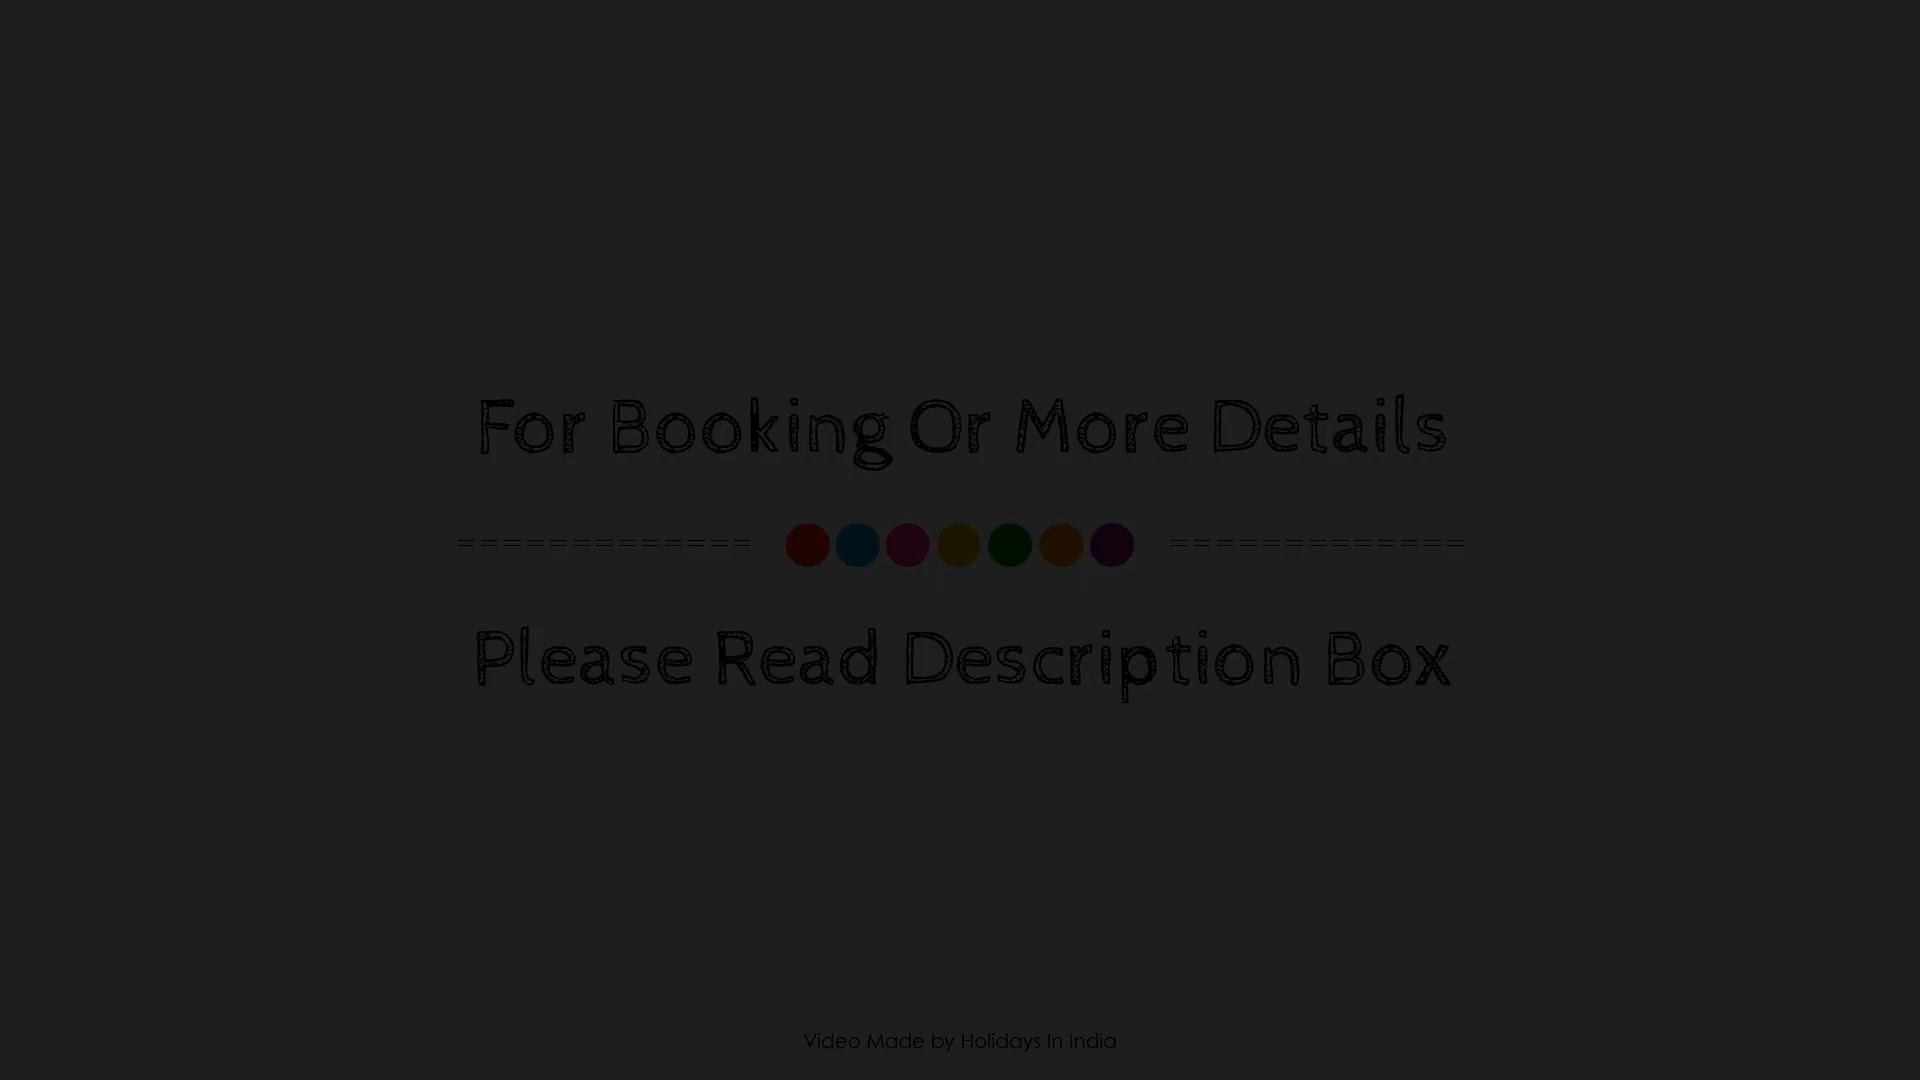 For Booking Or More Details
============= =============
Please Read Description Box
Video Made by Holidays In India